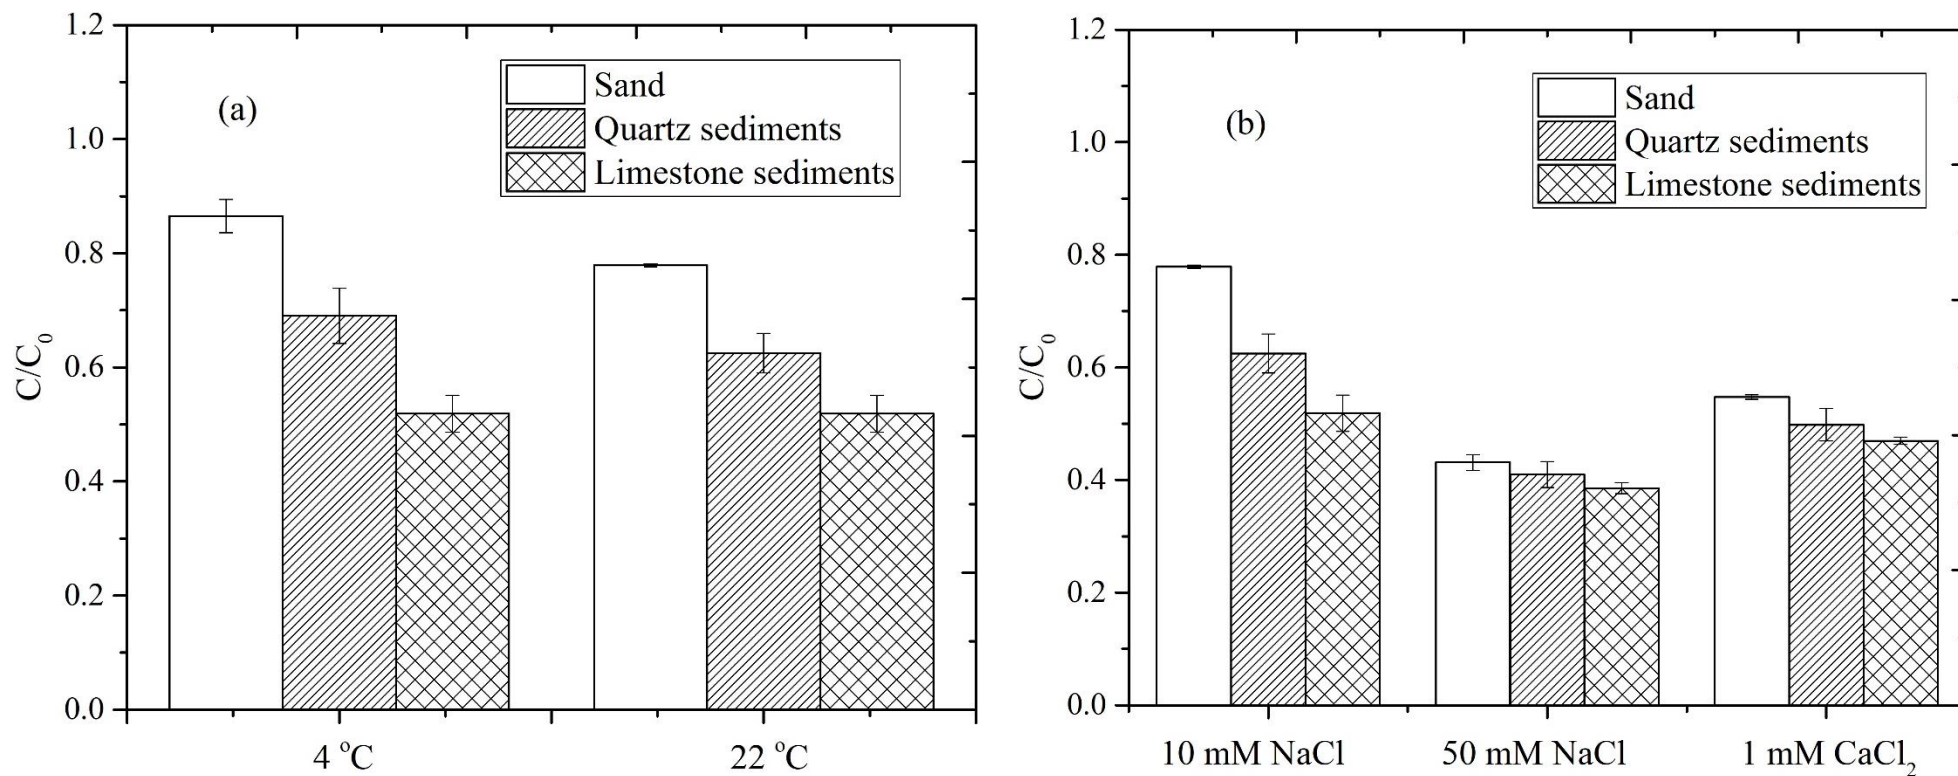 (a)
Sand
Quartz sediments
Limestone sediments
C/C₀
1.2
1.0
0.8
0.6
0.4
0.2
0.0
4 °C
22 °C
(b)
Sand
Quartz sediments
Limestone sediments
C/C₀
1.2
1.0
0.8
0.6
0.4
0.2
0.0
10 mM NaCl
50 mM NaCl
1 mM CaCl₂